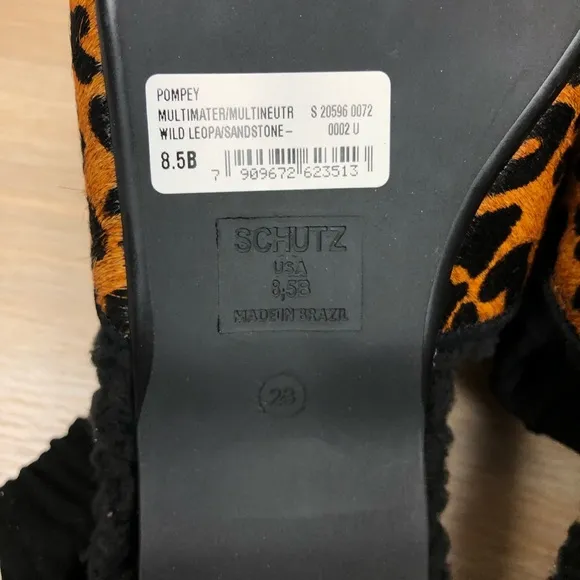 POMPEY
MULTIMATER/MULTINEUTR S 20596 0072
WILD LEOPA/SANDSTONE- 0002 U
8.5B
7 909672 623513
SCHUTZ
USA
8,5B
MADE IN BRAZIL
28